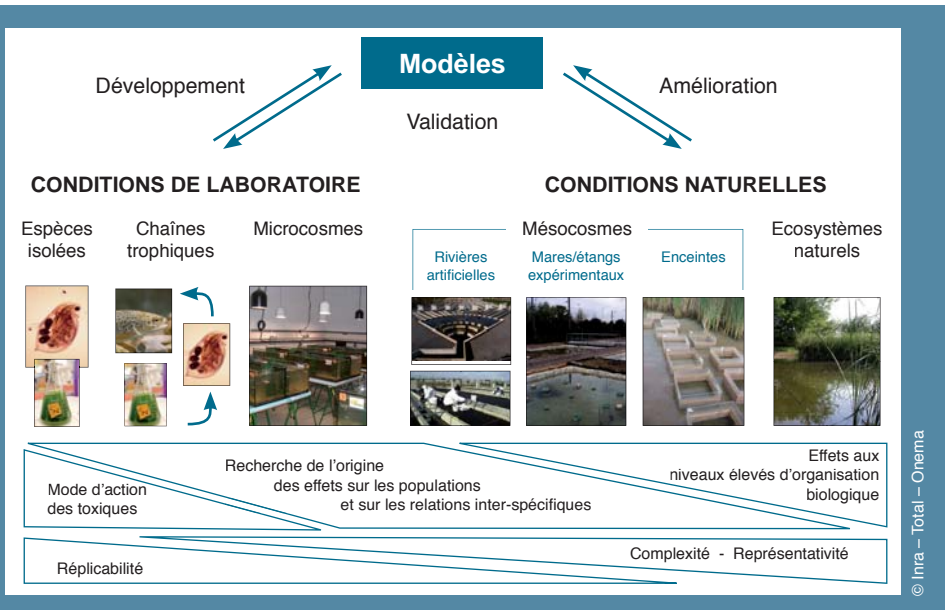 Modèles
Développement
Amélioration
Validation
CONDITIONS DE LABORATOIRE
CONDITIONS NATURELLES
Espèces
isolées
Chaînes
trophiques
Microcosmes
Mésocosmes
Rivières
artificielles
Mares/étangs
expérimentaux
Enceintes
Ecosystèmes
naturels
Mode d'action
des toxiques
Recherche de l'origine
des effets sur les populations
et sur les relations inter-spécifiques
Effets aux
niveaux élevés d'organisation
biologique
Réplicabilité
Complexité - Représentativité
© Inra – Total – Onema